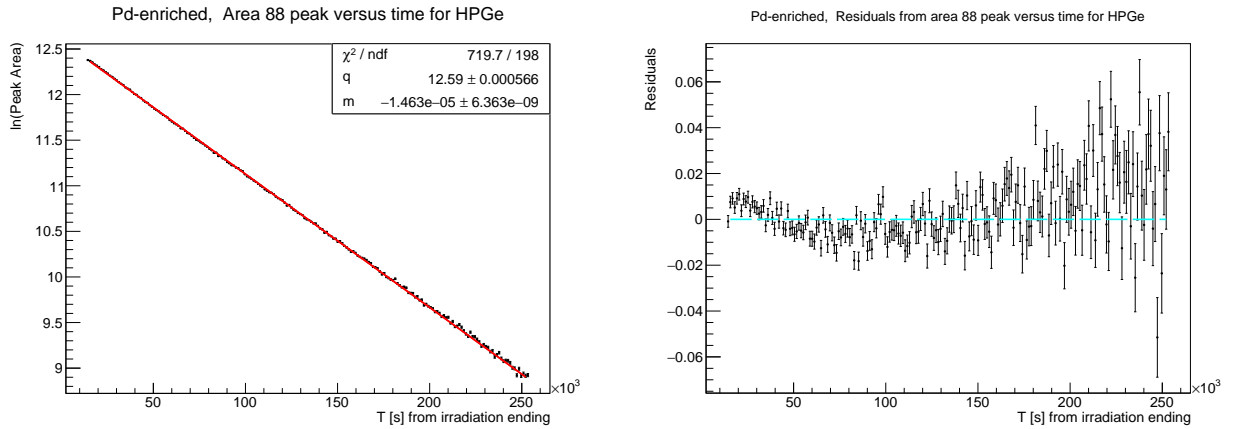 Pd-enriched,  Area 88 peak versus time for HPGe
ln(Peak Area)
12.5
12
11.5
11
10.5
10
9.5
9
χ² / ndf 719.7 / 198
q 12.59 ± 0.000566
m −1.463e−05 ± 6.363e−09
50 100 150 200 250
×10³
T [s] from irradiation ending
Pd-enriched,  Residuals from area 88 peak versus time for HPGe
Residuals
0.06
0.04
0.02
0
−0.02
−0.04
−0.06
50 100 150 200 250
×10³
T [s] from irradiation ending